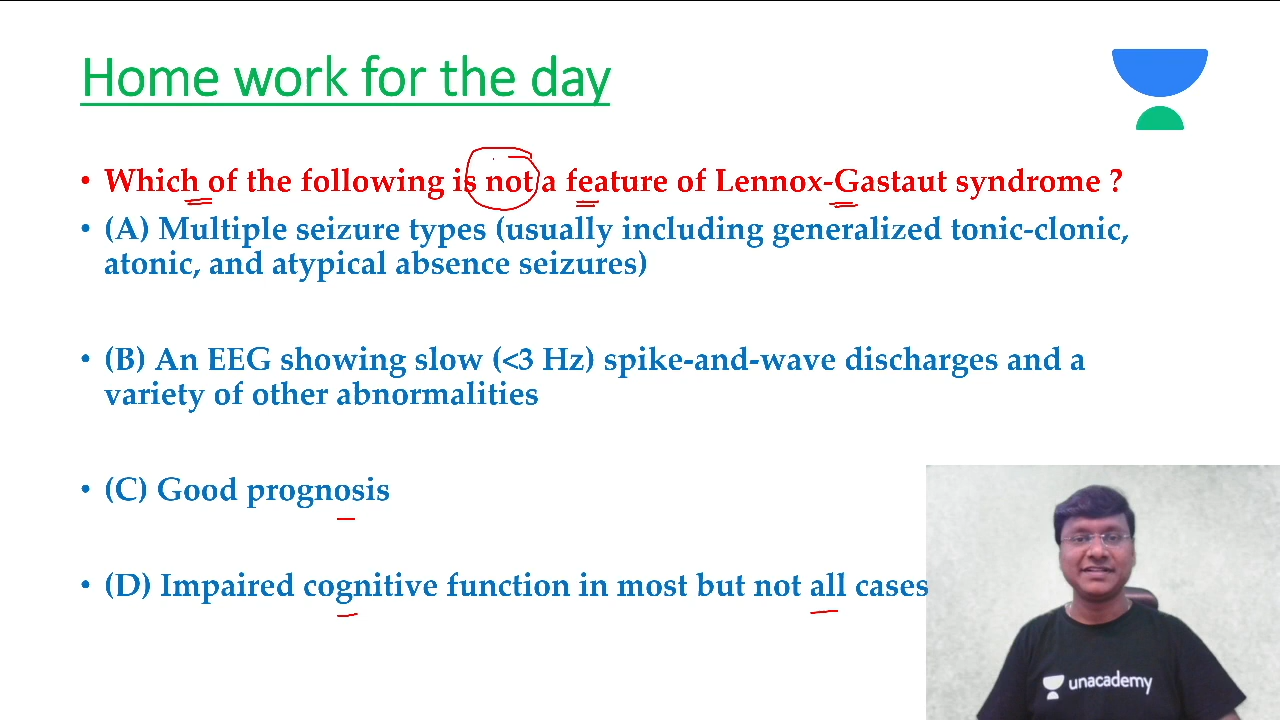 Home work for the day
• Which of the following is not a feature of Lennox-Gastaut syndrome ?
• (A) Multiple seizure types (usually including generalized tonic-clonic,
atonic, and atypical absence seizures)
• (B) An EEG showing slow (<3 Hz) spike-and-wave discharges and a
variety of other abnormalities
• (C) Good prognosis
• (D) Impaired cognitive function in most but not all cases
unacademy